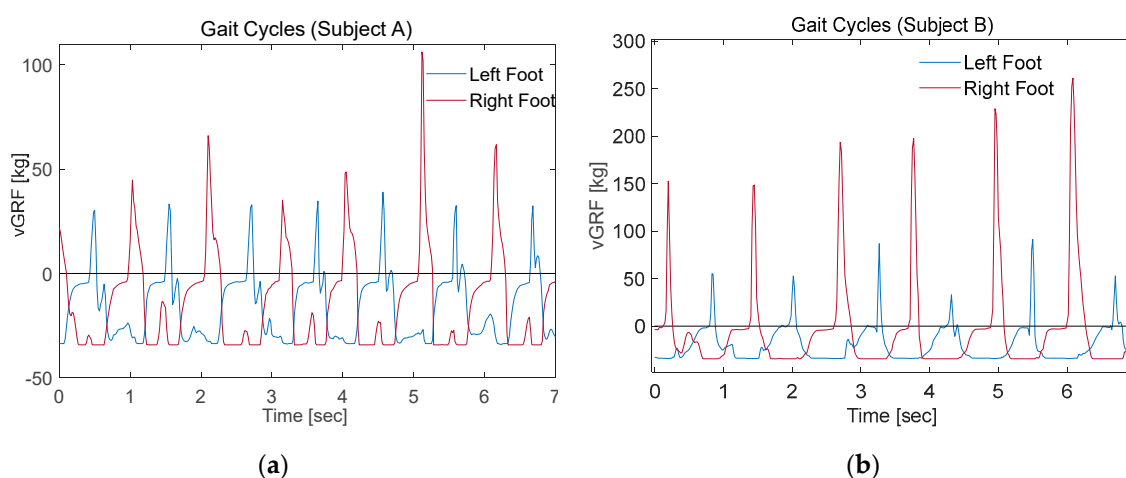 Gait Cycles (Subject A)
100
50
0
-50
vGRF [kg]
Left Foot
Right Foot
0 1 2 3 4 5 6 7
Time [sec]
(a)
Gait Cycles (Subject B)
300
250
200
150
100
50
0
vGRF [kg]
Left Foot
Right Foot
0 1 2 3 4 5 6
Time [sec]
(b)